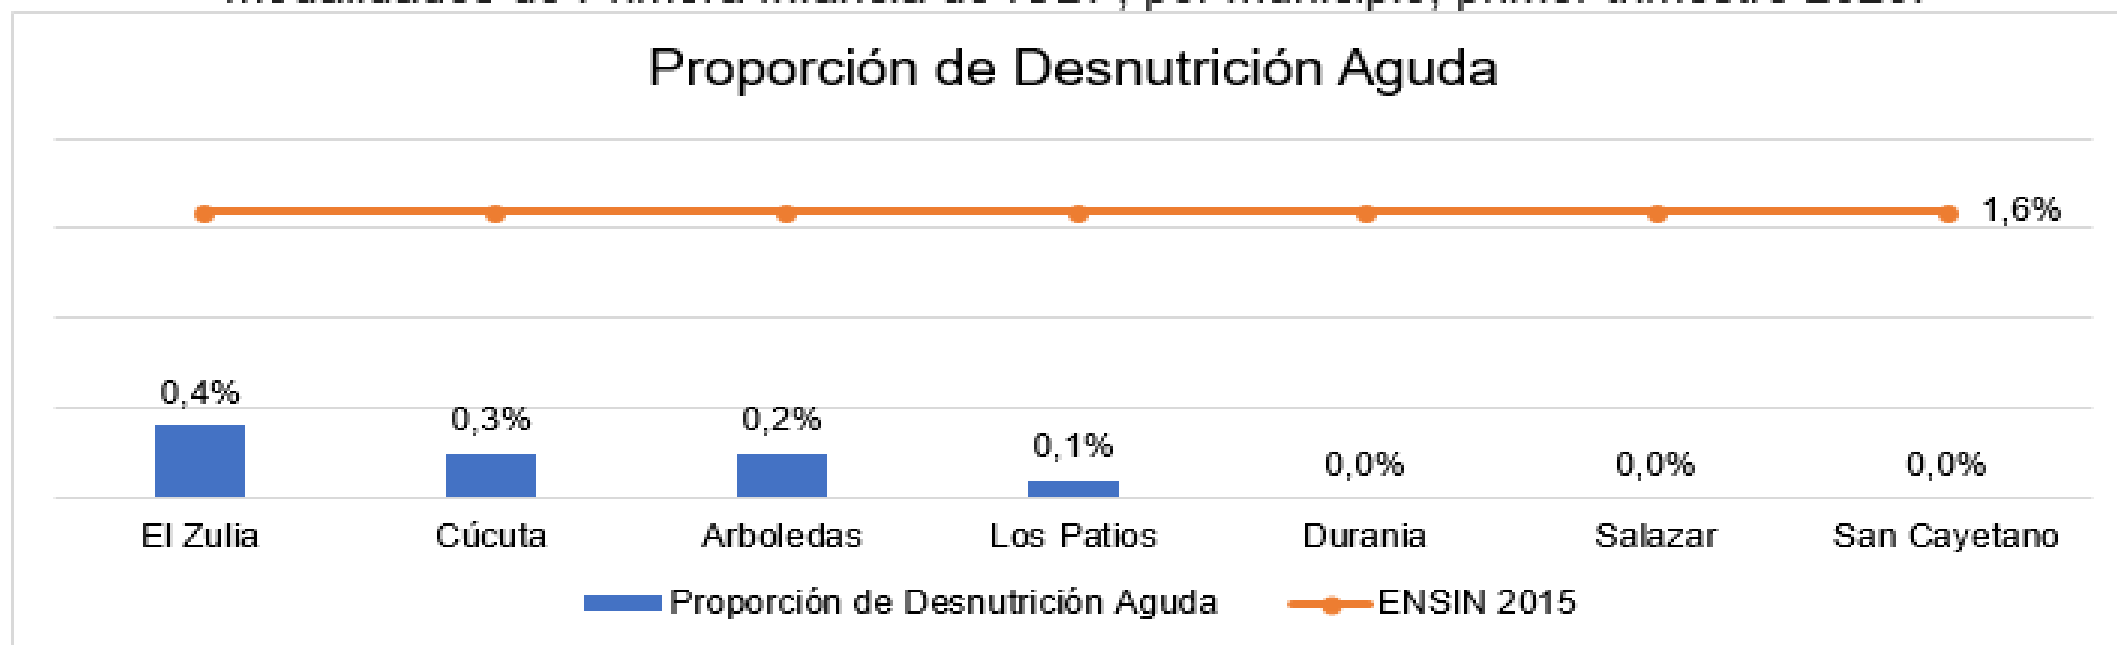 Proporción de Desnutrición Aguda
1,6%
0,4%
0,3%
0,2%
0,1%
0,0%
0,0%
0,0%
El Zulia
Cúcuta
Arboledas
Los Patios
Durania
Salazar
San Cayetano
Proporción de Desnutrición Aguda
ENSIN 2015